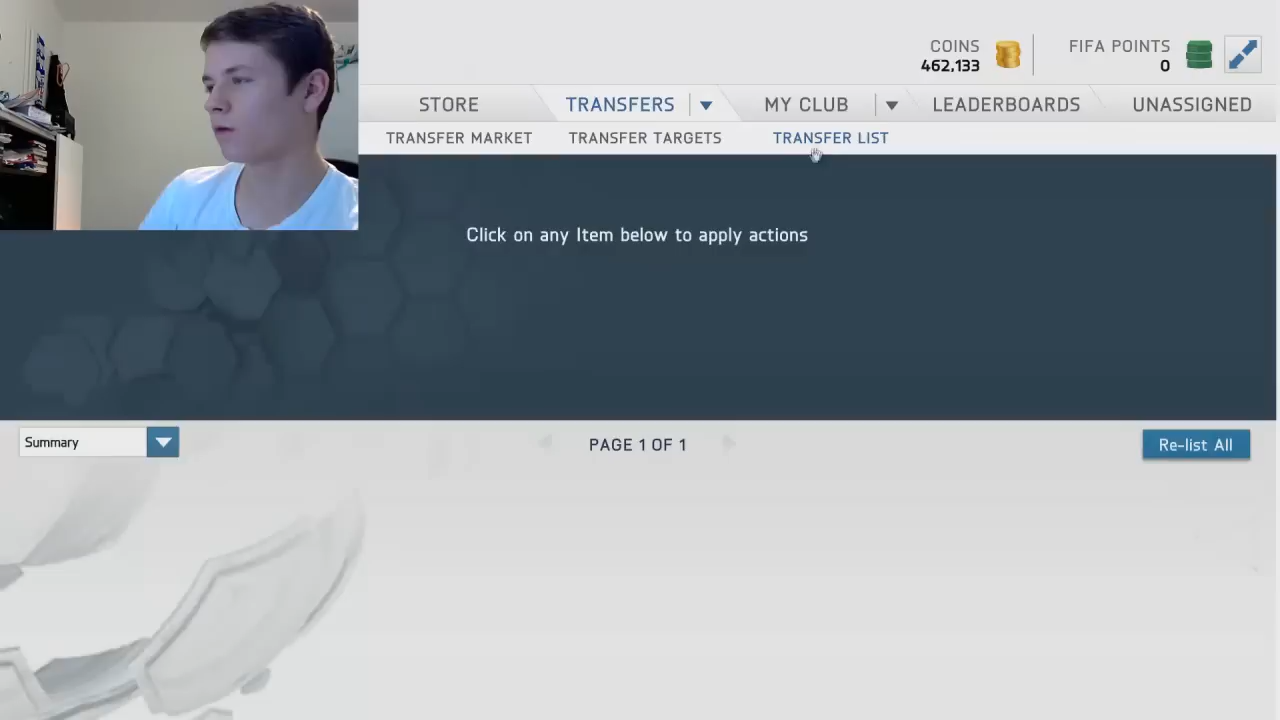 COINS
462,133
FIFA POINTS
0
STORE
TRANSFERS
MY CLUB
LEADERBOARDS
UNASSIGNED
TRANSFER MARKET
TRANSFER TARGETS
TRANSFER LIST
Click on any Item below to apply actions
Summary
PAGE 1 OF 1
Re-list All